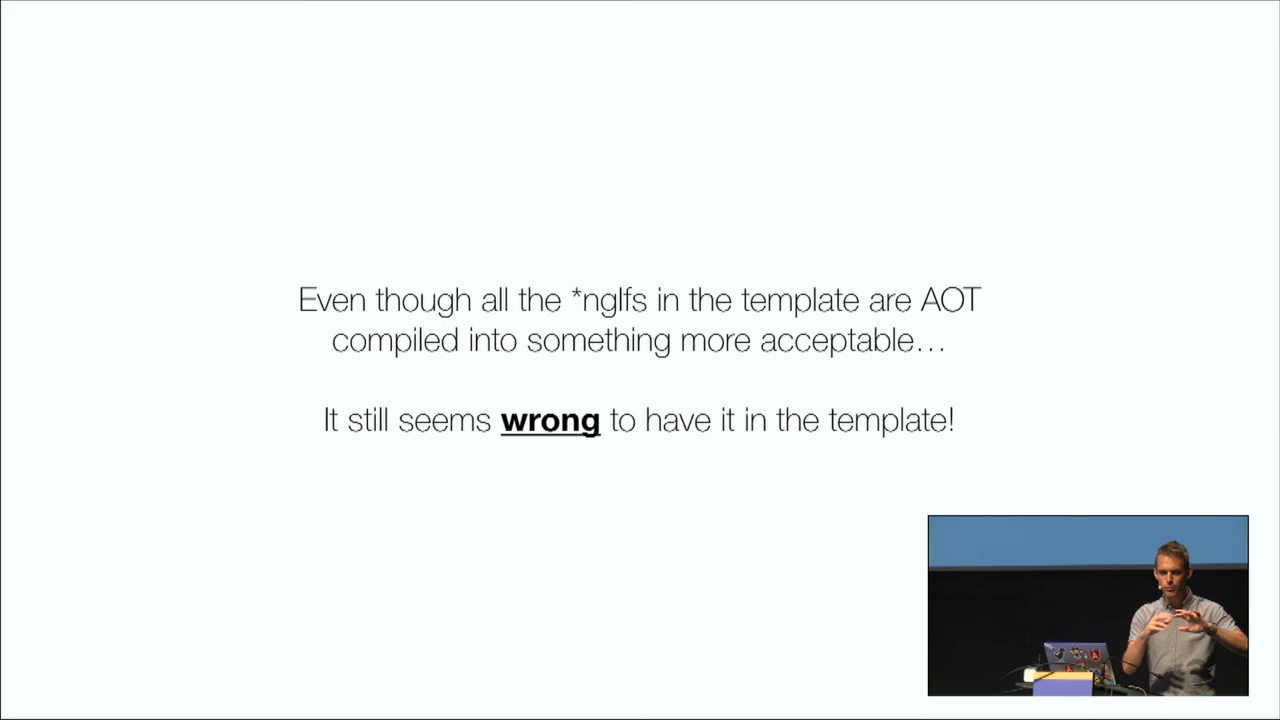 Even though all the *ngIfs in the template are AOT
compiled into something more acceptable…
It still seems wrong to have it in the template!